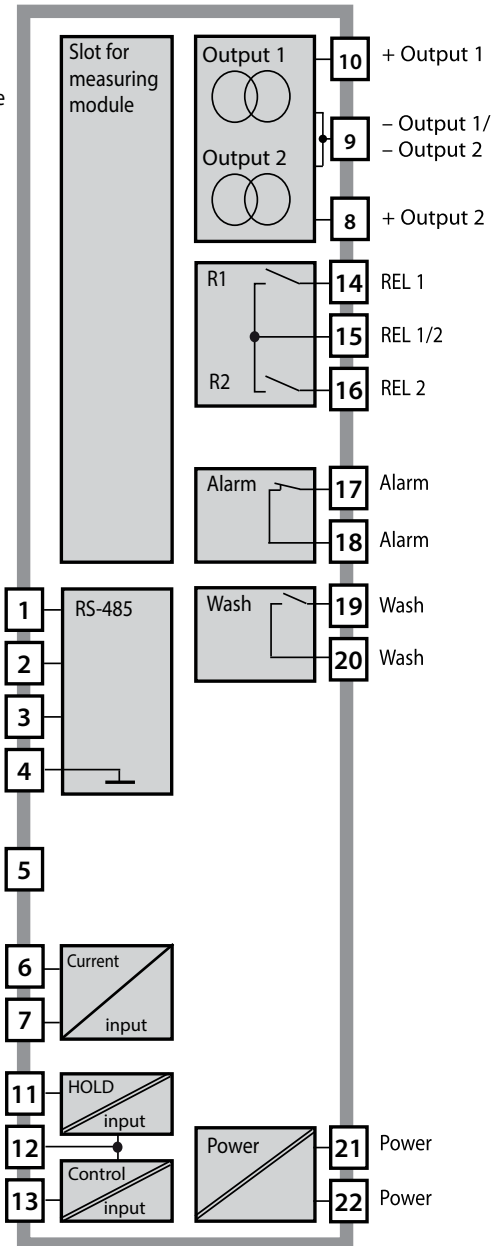 e
Slot for
measuring
module
Output 1
Output 2
10
+ Output 1
9
– Output 1/
– Output 2
8
+ Output 2
R1
R2
14
REL 1
15
REL 1/2
16
REL 2
Alarm
17
Alarm
18
Alarm
1
2
3
4
RS-485
Wash
19
Wash
20
Wash
5
6
7
Current
input
11
12
13
HOLD
input
Control
input
Power
21
Power
22
Power